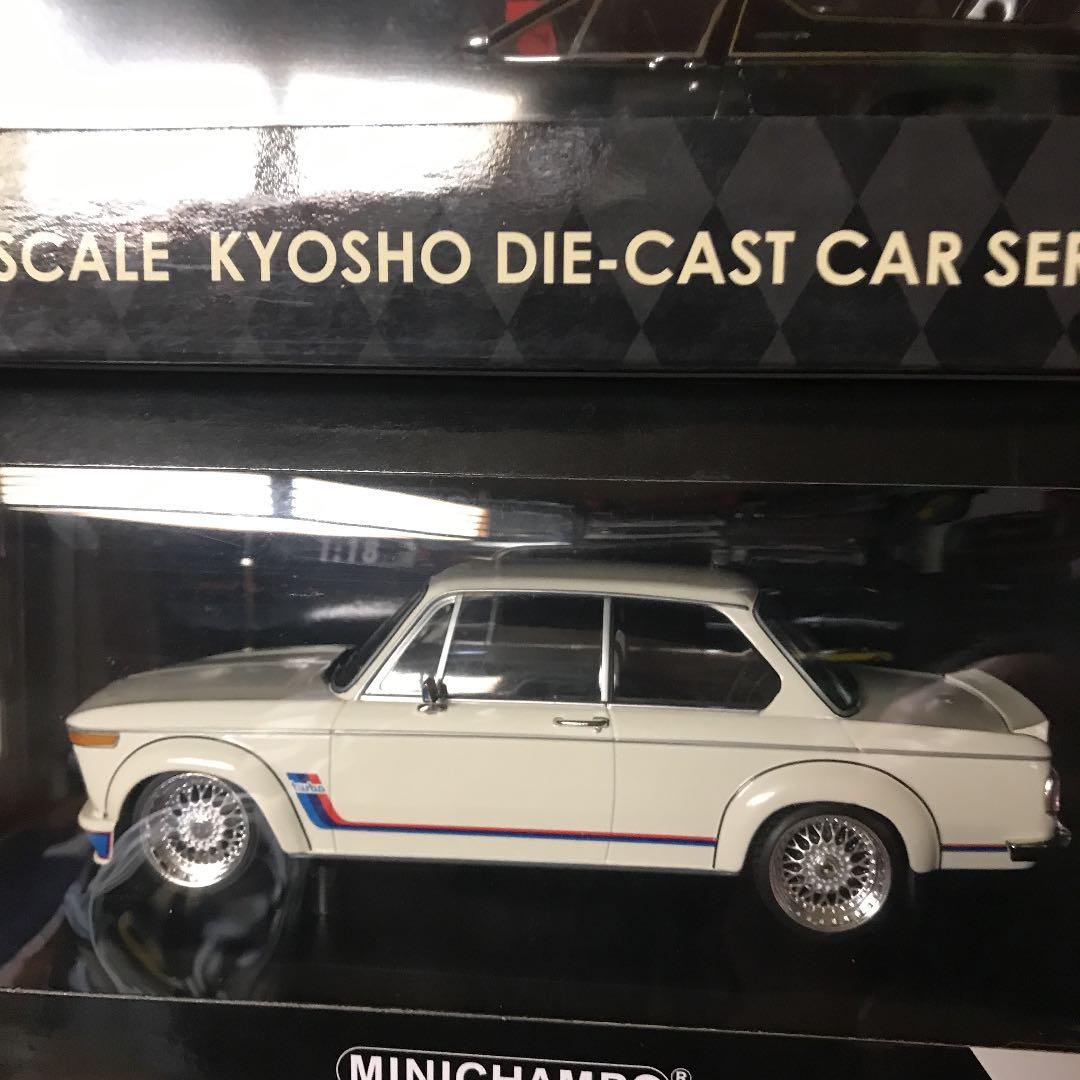 SCALE KYOSHO DIE-CAST CAR SER
1:18
turbo
MINICHAMPS®